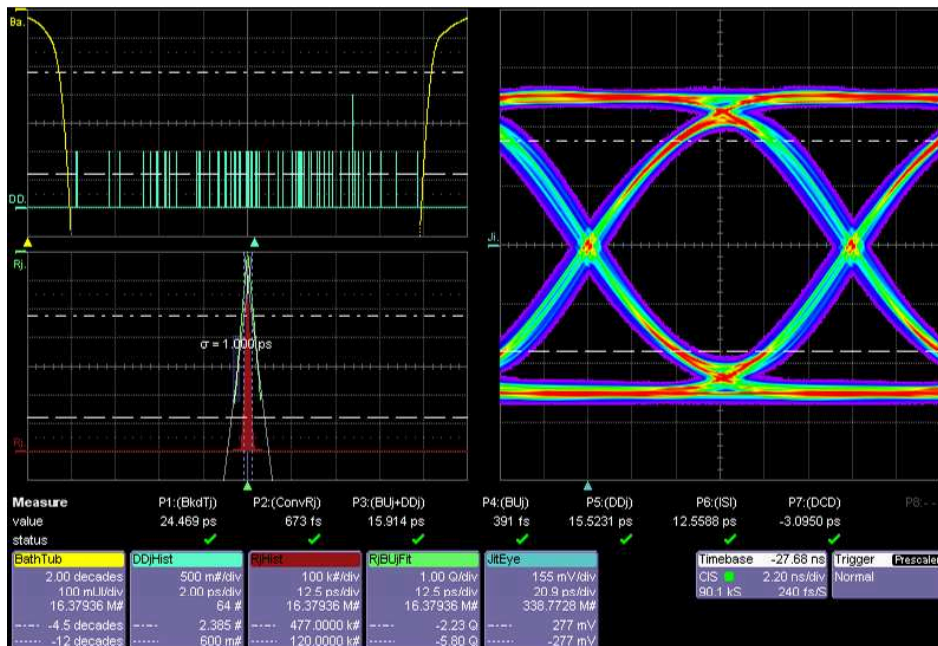 Ba.
DD.
Rj.
σ = 1.000 ps
Rj.
Ji.
Measure P1:(BkdTj) P2:(ConvRj) P3:(BUj+DDj) P4:(BUj) P5:(DDj) P6:(ISI) P7:(DCD) P8:- -
value 24.469 ps 673 fs 15.914 ps 391 fs 15.5231 ps 12.5588 ps -3.0950 ps
status
BathTub DDjHist RjHist RjBUjFit JitEye Timebase -27.68 ns Trigger Prescaler
2.00 decades 500 m#/div 100 k#/div 1.00 Q/div 155 mV/div CIS 2.20 ns/div Normal
100 mUI/div 2.00 ps/div 12.5 ps/div 12.5 ps/div 20.9 ps/div 90.1 kS 240 fs/S
16.37936 M# 64 # 16.37936 M# 16.37936 M# 338.7728 M#
-4.5 decades 2.385 # 477.0000 k# -2.23 Q 277 mV
-12 decades 600 m# 120.0000 k# -5.80 Q -277 mV